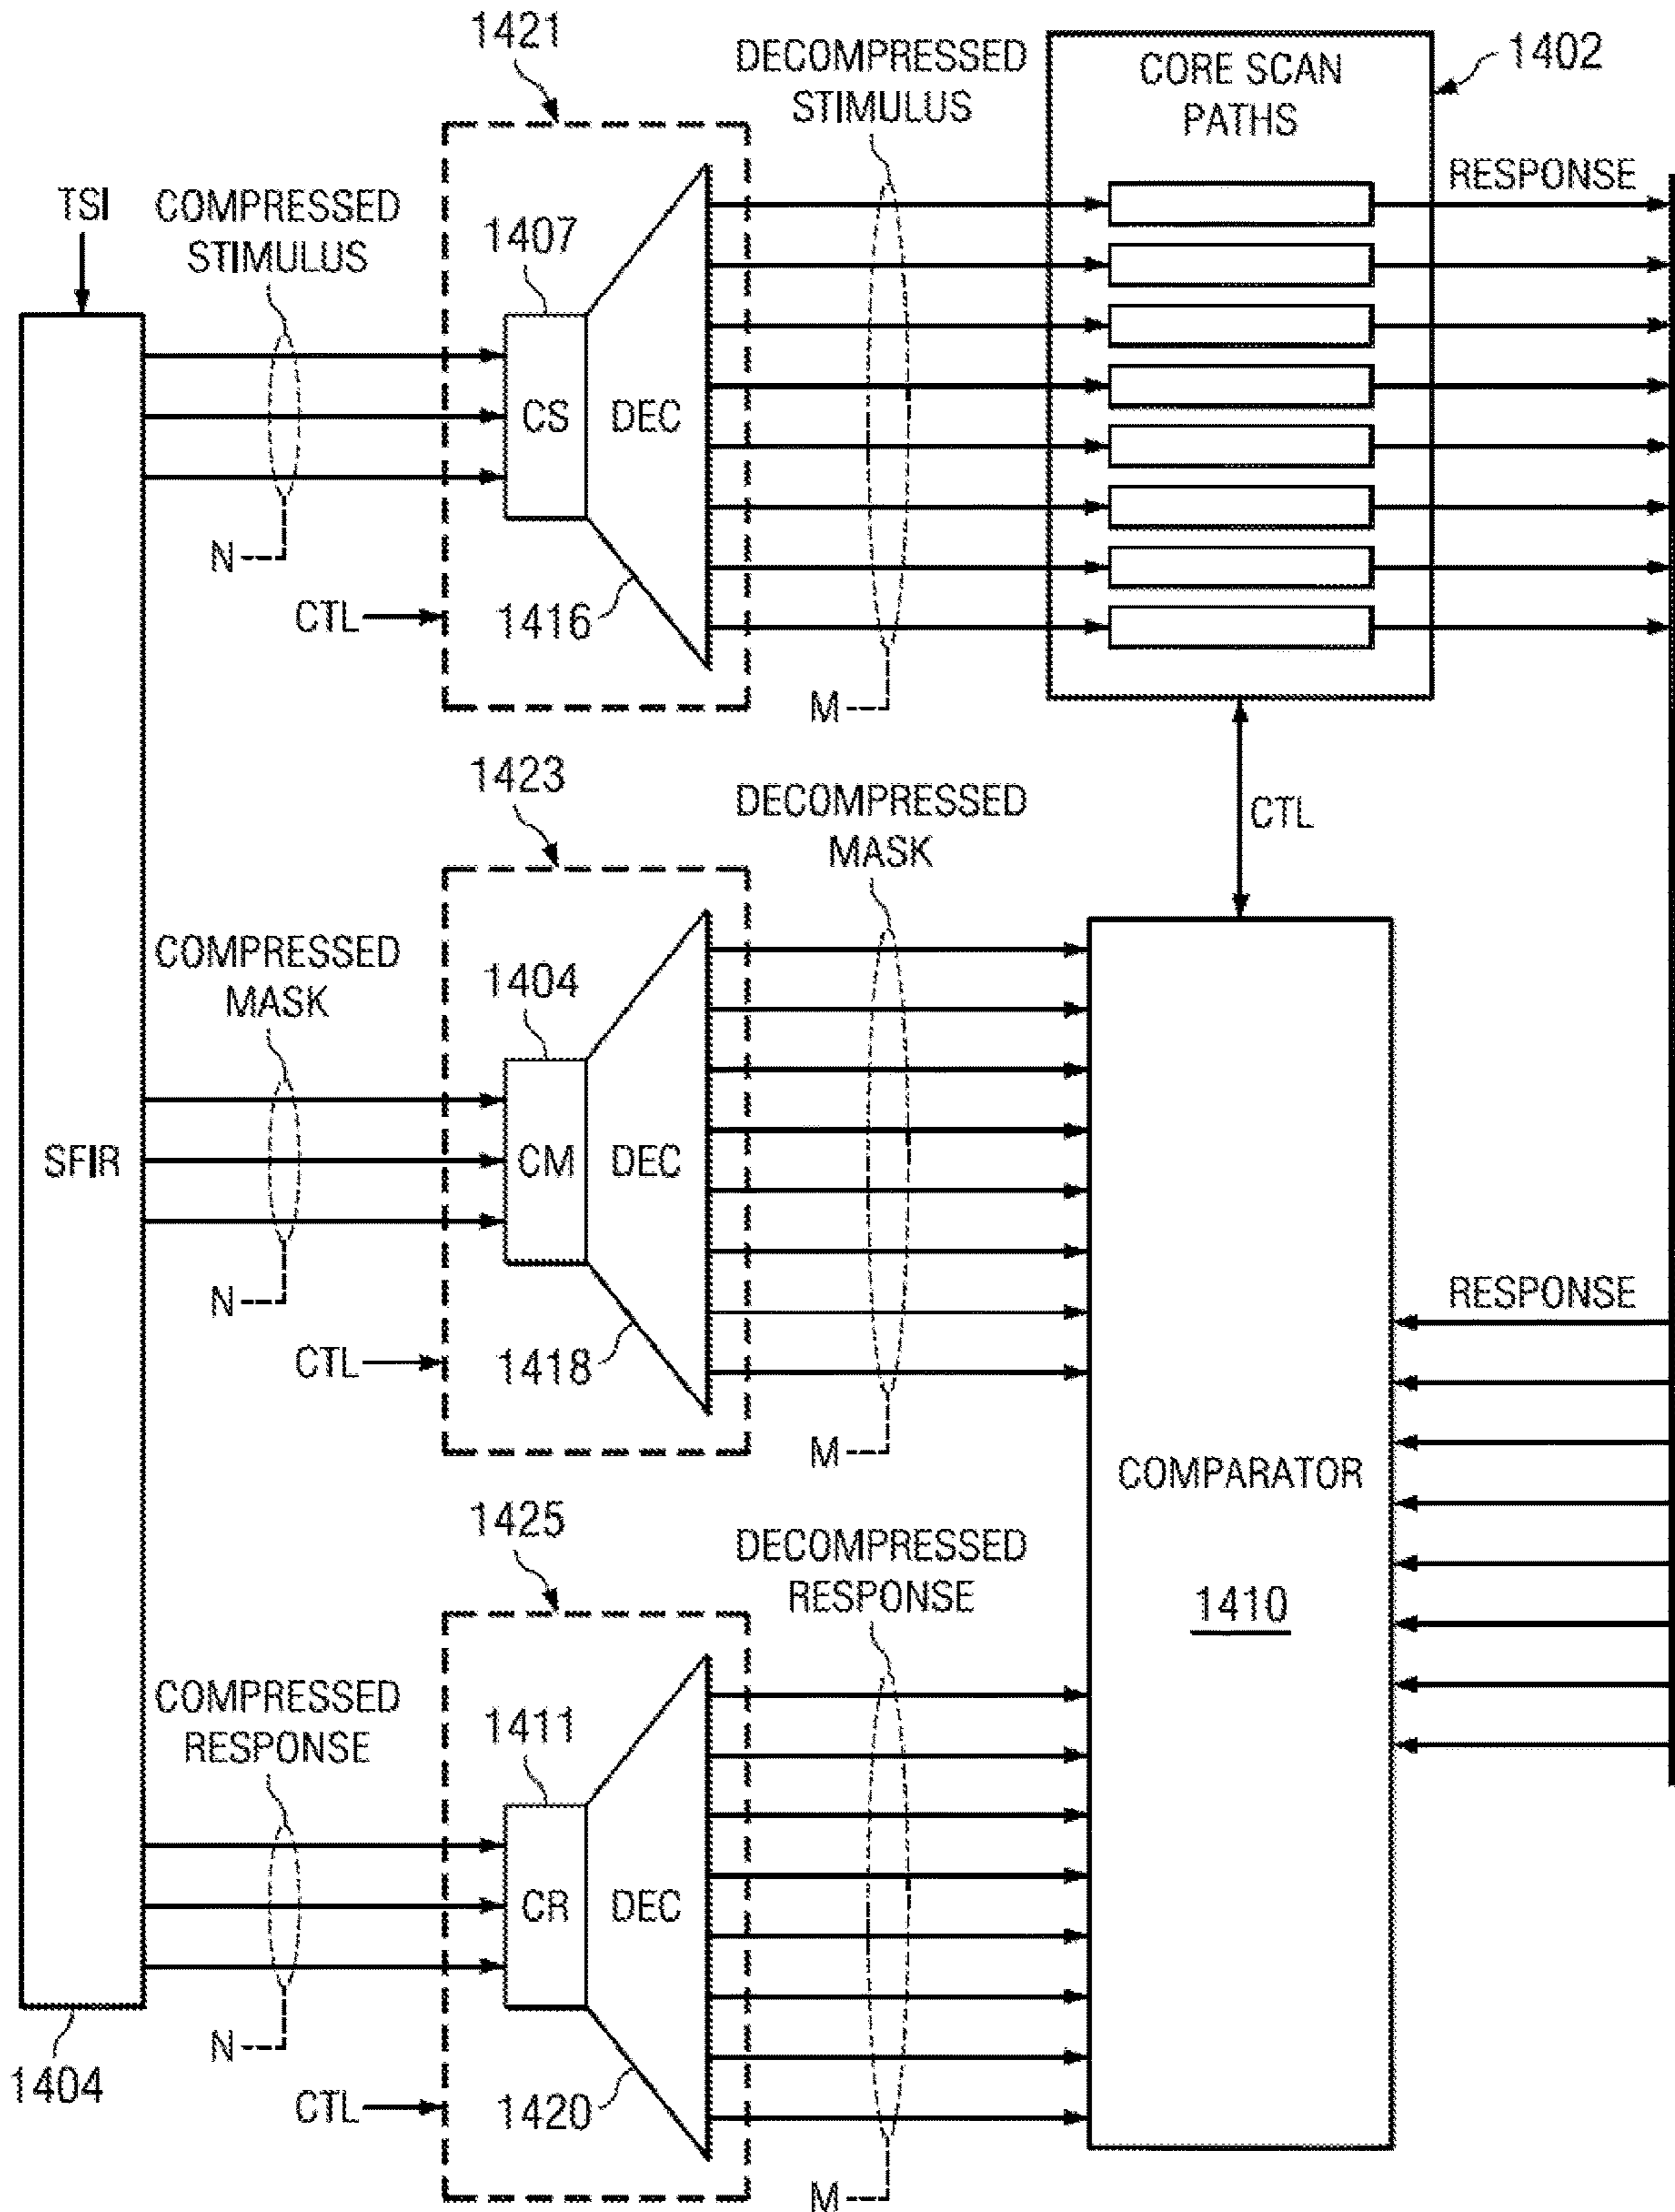 1421
DECOMPRESSED
STIMULUS
CORE SCAN
PATHS
1402
TSI
COMPRESSED
STIMULUS
1407
RESPONSE
CS
DEC
N
CTL
1416
M
1423
DECOMPRESSED
MASK
CTL
COMPRESSED
MASK
1404
SFIR
CM
DEC
N
RESPONSE
CTL
1418
M
COMPARATOR
1410
1425
DECOMPRESSED
RESPONSE
COMPRESSED
RESPONSE
1411
CR
DEC
N
1404
CTL
1420
M